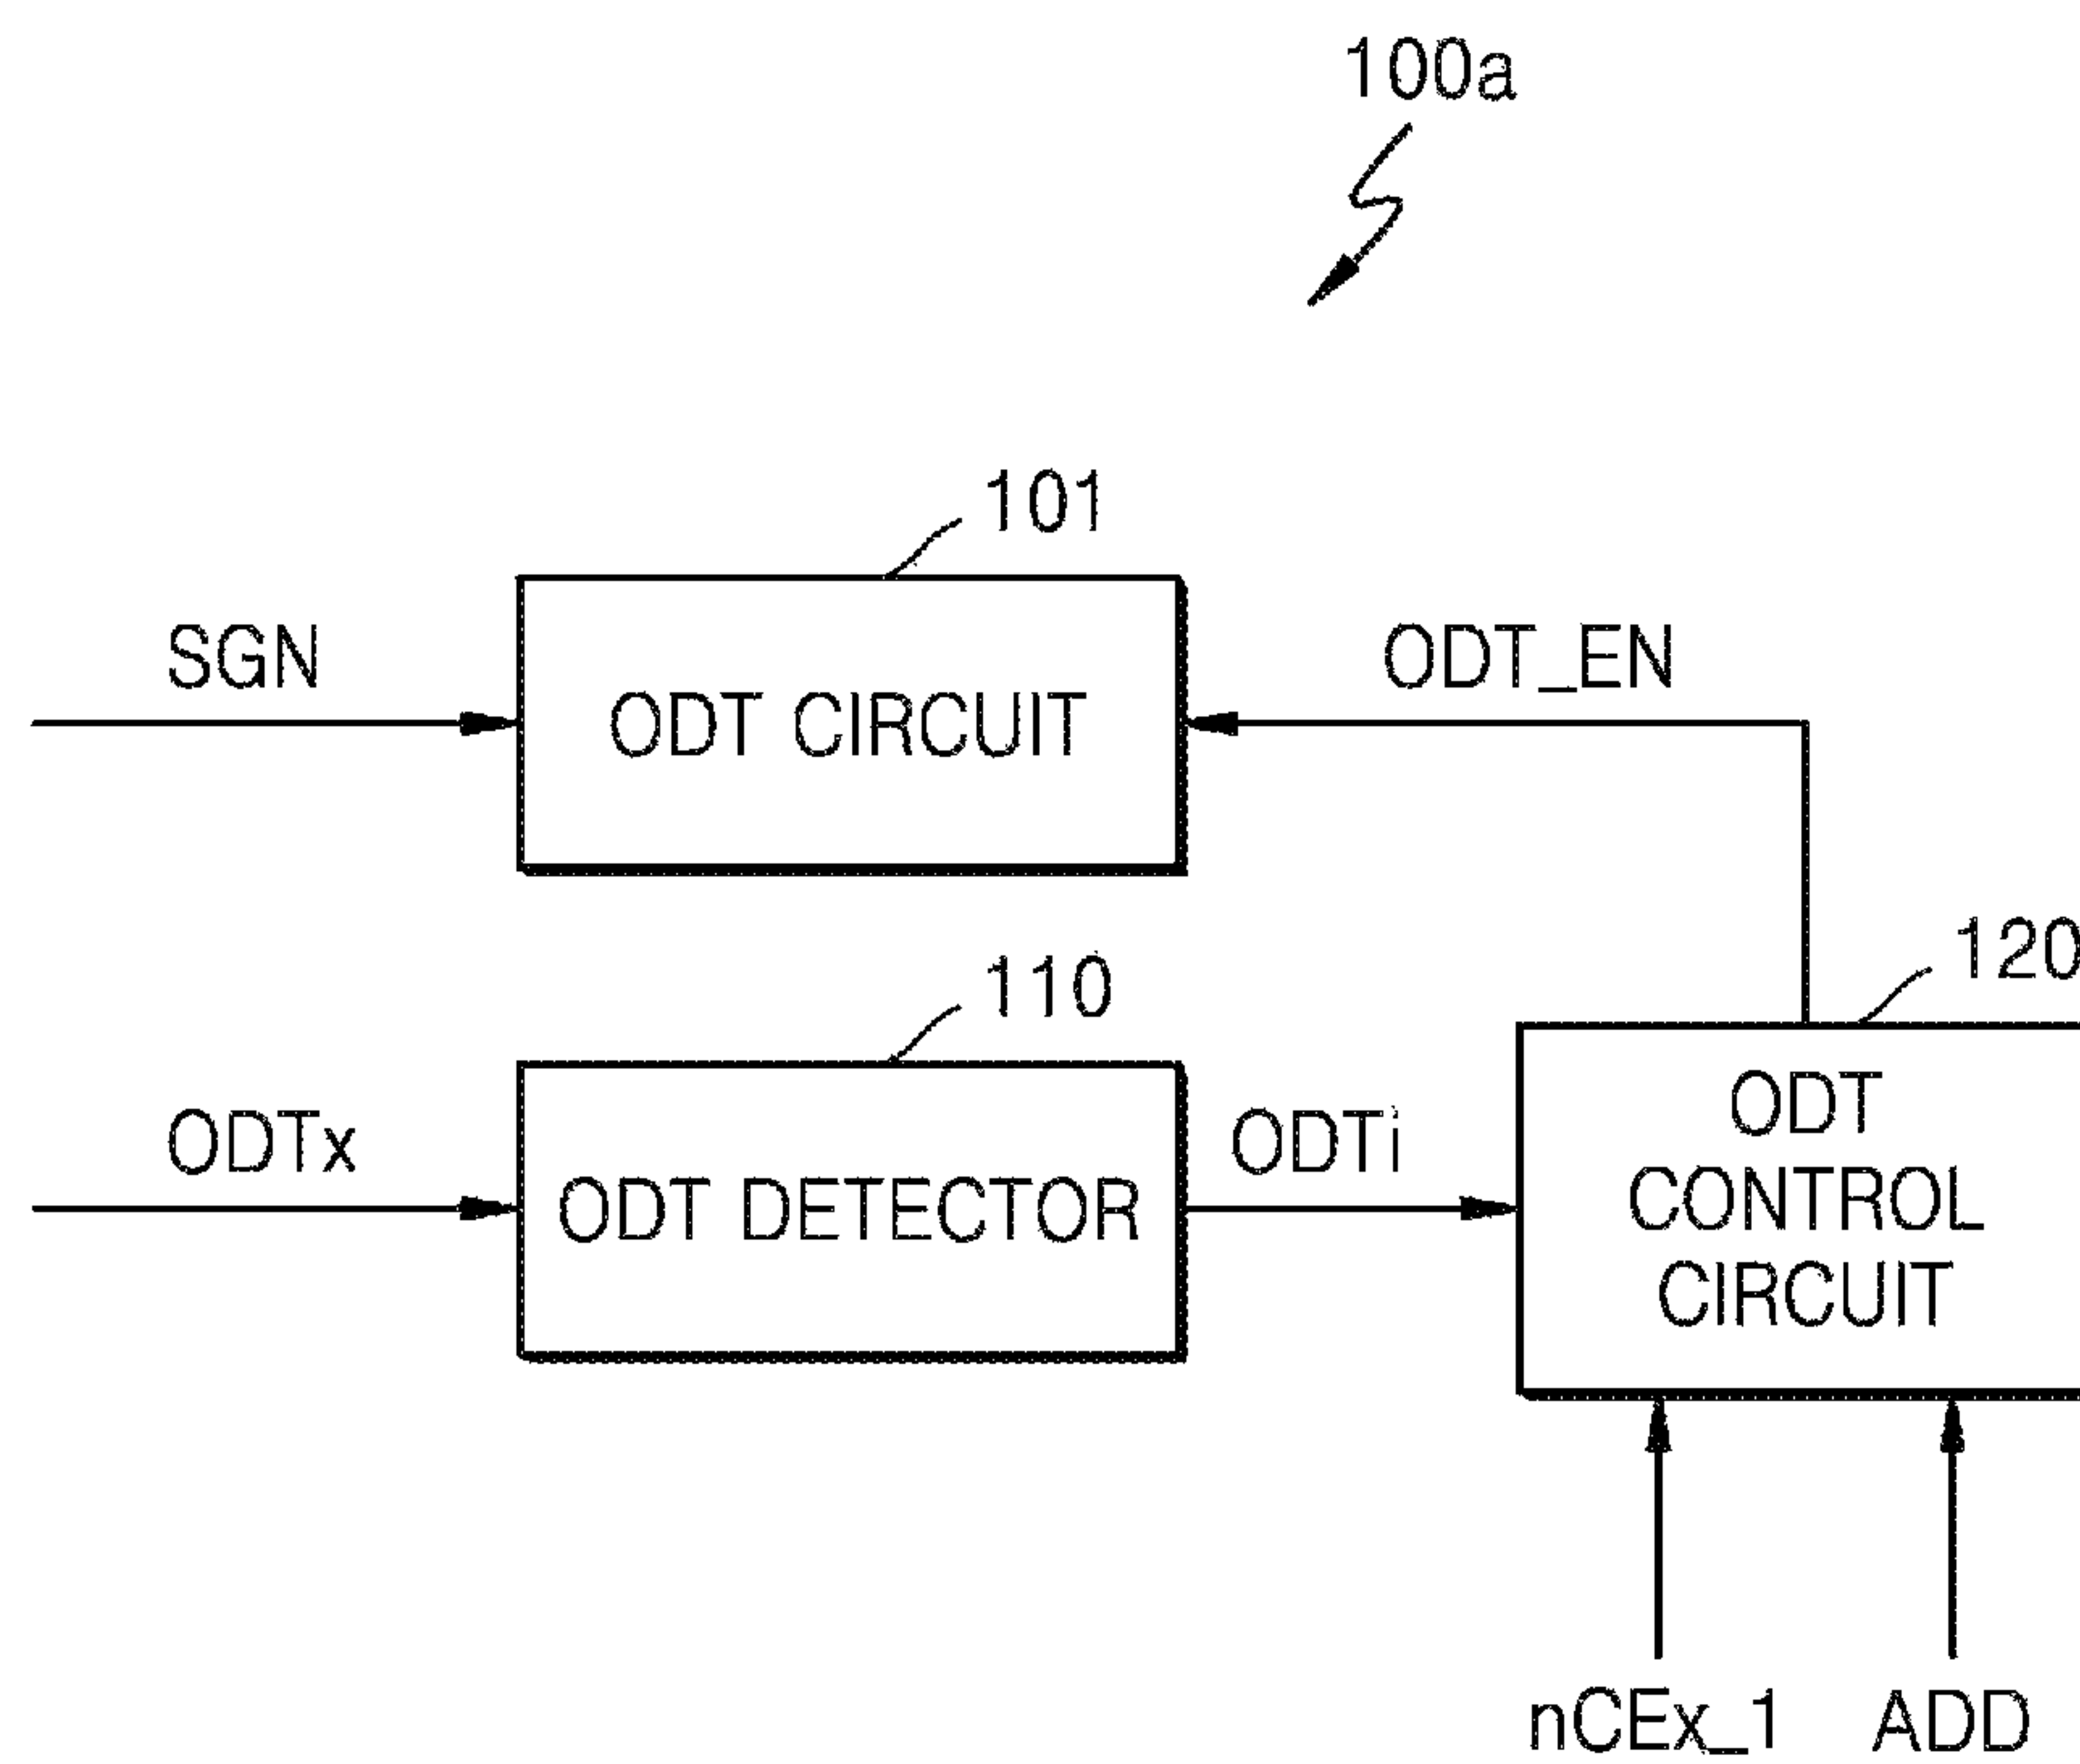 100a
101
SGN
ODT_EN
ODT CIRCUIT
120
110
ODTx
ODTi
ODT DETECTOR
ODT
CONTROL
CIRCUIT
nCEx_1
ADD